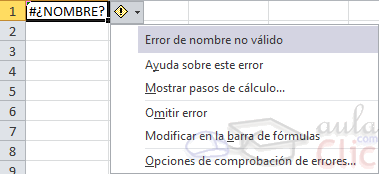 1 #¿NOMBRE?
2
3 Error de nombre no válido
4 Ayuda sobre este error
5 Mostrar pasos de cálculo...
6 Omitir error
7 Modificar en la barra de fórmulas
8 Opciones de comprobación de errores...
9
aula
Clic
.com